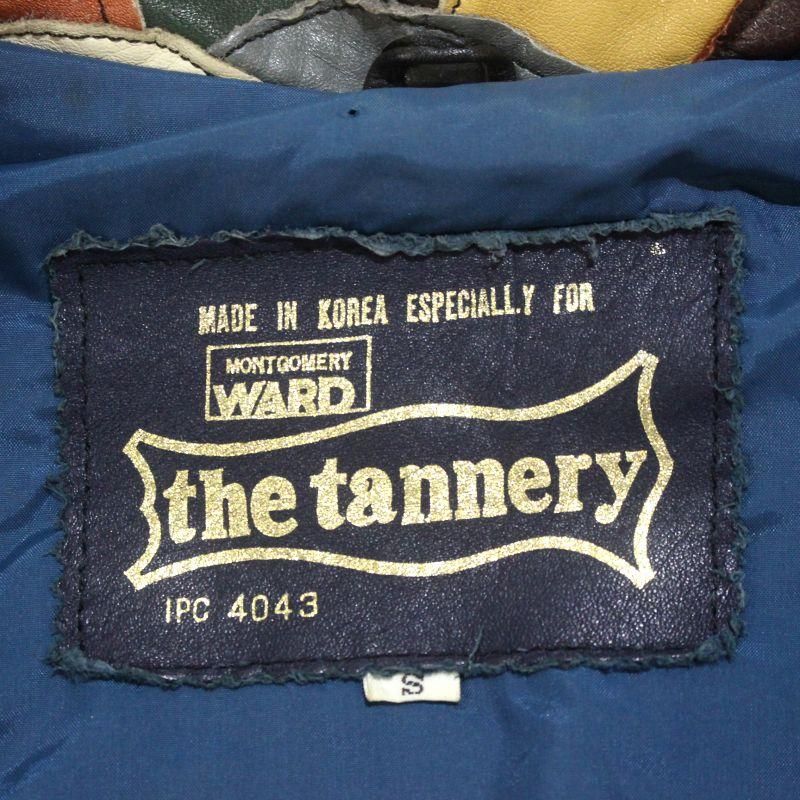 MADE IN KOREA ESPECIALL.Y FOR
MONTGOMERY
WARD
the tannery
IPC 4043
S